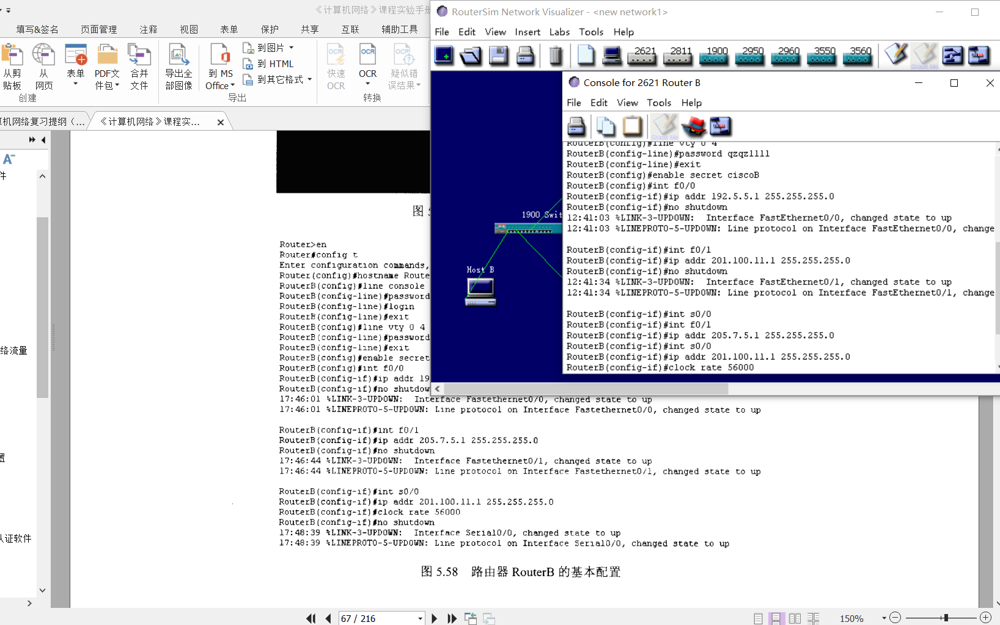 《计算机网络》课程实验手册
填写&签名 页面管理 注释 视图 表单 保护 共享 互联 辅助工具
从剪
贴板
从
网页
表单
PDF文
件包
合并
文件
创建
导出全
部图像
到 MS
Office
到图片
到 HTML
到其它格式
导出
OCR
快速
OCR
OCR
OCR
OCR
疑似错
误结果
转换
算机网络复习提纲（...
《计算机网络》课程实...
A
件
络流量
置
认证软件
图 5
Router>en
Router#config t
Enter configuration commands,
Router(config)#hostname Route
RouterB(config)#line console
RouterB(config-line)#password
RouterB(config-line)#login
RouterB(config-line)#exit
RouterB(config)#line vty 0 4
RouterB(config-line)#password
RouterB(config-line)#exit
RouterB(config)#enable secret
RouterB(config)#int f0/0
RouterB(config-if)#ip addr 19
RouterB(config-if)#no shutdow
17:46:01 %LINK-3-UPDOWN:  Interface Fastethernet0/0, changed state to up
17:46:01 %LINEPROTO-5-UPDOWN: Line protocol on Interface Fastethernet0/0, changed state to up
RouterB(config-if)#int f0/1
RouterB(config-if)#ip addr 205.7.5.1 255.255.255.0
RouterB(config-if)#no shutdown
17:46:44 %LINK-3-UPDOWN:  Interface Fastethernet0/1, changed state to up
17:46:44 %LINEPROTO-5-UPDOWN: Line protocol on Interface Fastethernet0/1, changed state to up
RouterB(config-if)#int s0/0
RouterB(config-if)#ip addr 201.100.11.1 255.255.255.0
RouterB(config-if)#clock rate 56000
RouterB(config-if)#no shutdown
17:48:39 %LINK-3-UPDOWN:  Interface Serial0/0, changed state to up
17:48:39 %LINEPROTO-5-UPDOWN: Line protocol on Interface Serial0/0, changed state to up
图 5.58 路由器 RouterB 的基本配置
67 / 216
150%
RouterSim Network Visualizer - <new network1>
File Edit View Insert Labs Tools Help
2621 2811 1900 2950 2960 3550 3560
Grade Me
1900 Swit
Host B
Console for 2621 Router B
File Edit View Tools Help
Grade Me
RouterB(config)#line vty 0 4
RouterB(config-line)#password qzqzllll
RouterB(config-line)#exit
RouterB(config)#enable secret ciscoB
RouterB(config)#int f0/0
RouterB(config-if)#ip addr 192.5.5.1 255.255.255.0
RouterB(config-if)#no shutdown
12:41:03 %LINK-3-UPDOWN:  Interface FastEthernet0/0, changed state to up
12:41:03 %LINEPROTO-5-UPDOWN: Line protocol on Interface FastEthernet0/0, change
RouterB(config-if)#int f0/1
RouterB(config-if)#ip addr 201.100.11.1 255.255.255.0
RouterB(config-if)#no shutdown
12:41:34 %LINK-3-UPDOWN:  Interface FastEthernet0/1, changed state to up
12:41:34 %LINEPROTO-5-UPDOWN: Line protocol on Interface FastEthernet0/1, change
RouterB(config-if)#int s0/0
RouterB(config-if)#int f0/1
RouterB(config-if)#ip addr 205.7.5.1 255.255.255.0
RouterB(config-if)#int s0/0
RouterB(config-if)#ip addr 201.100.11.1 255.255.255.0
RouterB(config-if)#clock rate 56000